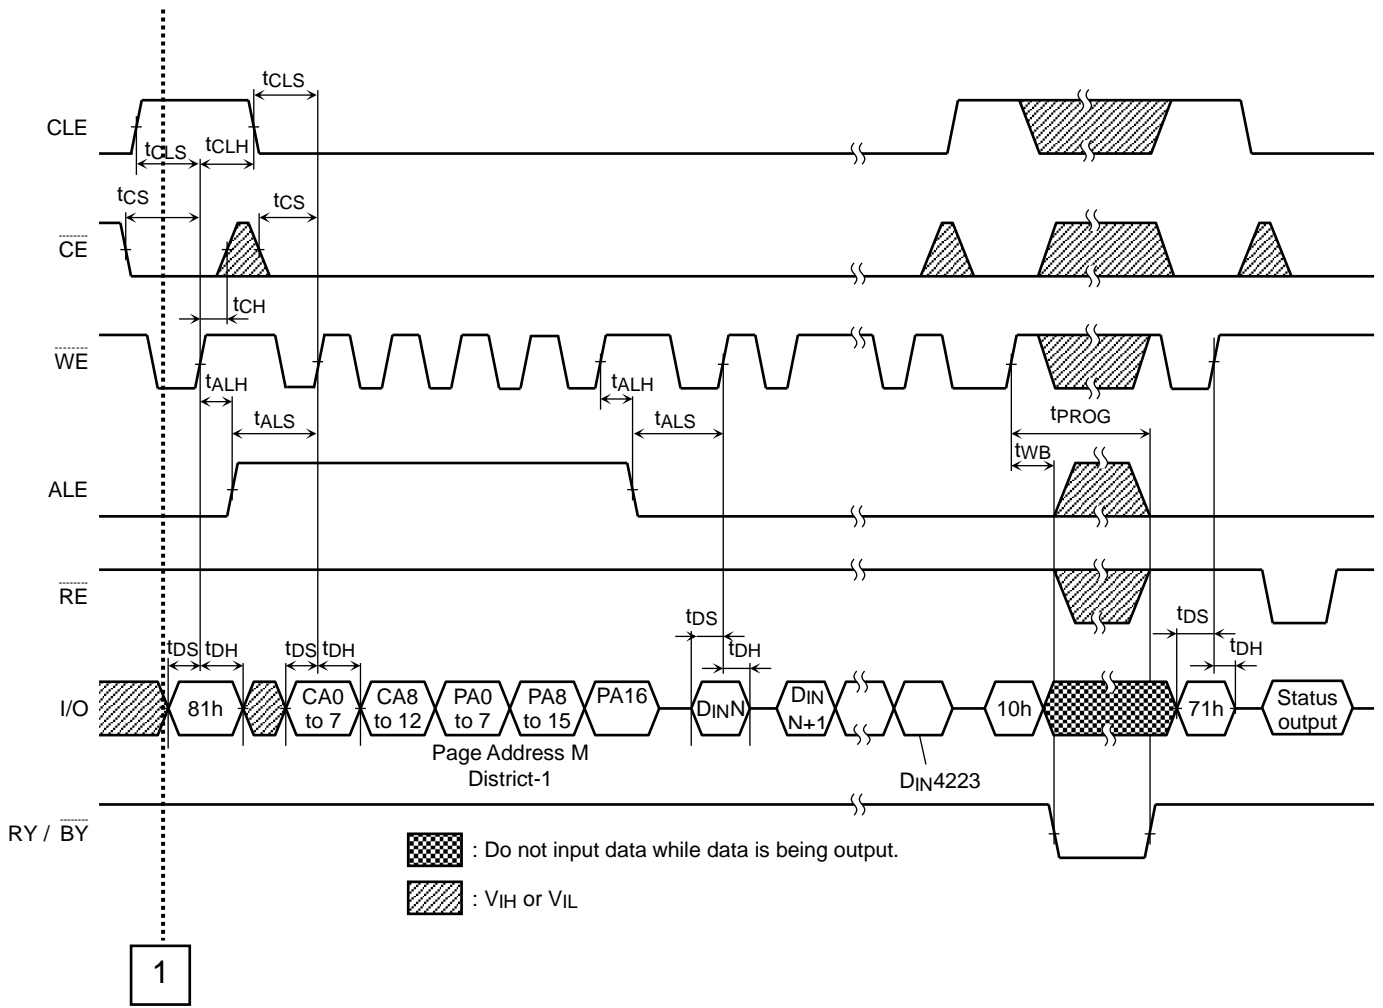 tCLS
CLE
tCLS tCLH
tCS tCS
CE
tCH
WE
tALH tALH
tALS tALS tPROG
tWB
ALE
RE
tDS tDH tDS tDH tDS tDH tDS tDH
I/O 81h CA0 to 7 CA8 to 12 PA0 to 7 PA8 to 15 PA16 DINN DIN N+1 10h 71h Status output
Page Address M
District-1
DIN4223
RY / BY
: Do not input data while data is being output.
: VIH or VIL
1